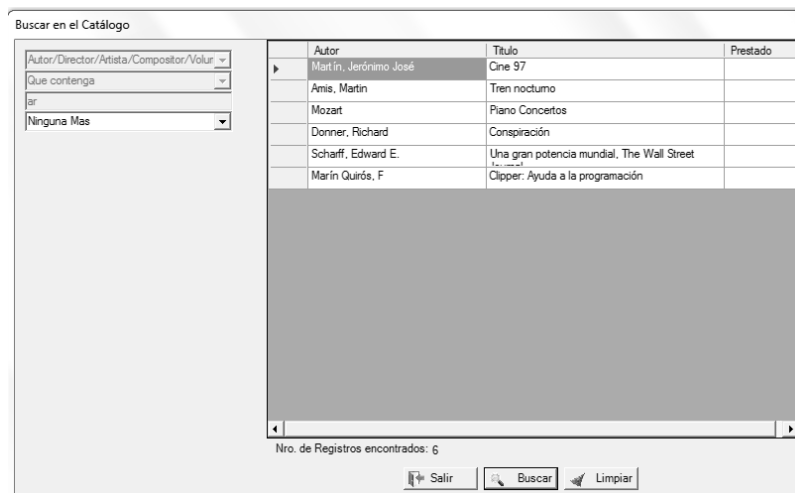 Buscar en el Catálogo
Autor/Director/Artista/Compositor/Volur
Que contenga
ar
Ninguna Mas
Autor Titulo Prestado
Martín, Jerónimo José Cine 97
Amis, Martin Tren nocturno
Mozart Piano Concertos
Donner, Richard Conspiración
Scharff, Edward E. Una gran potencia mundial, The Wall Street
Marín Quirós, F Clipper: Ayuda a la programación
Nro. de Registros encontrados: 6
Salir Buscar Limpiar